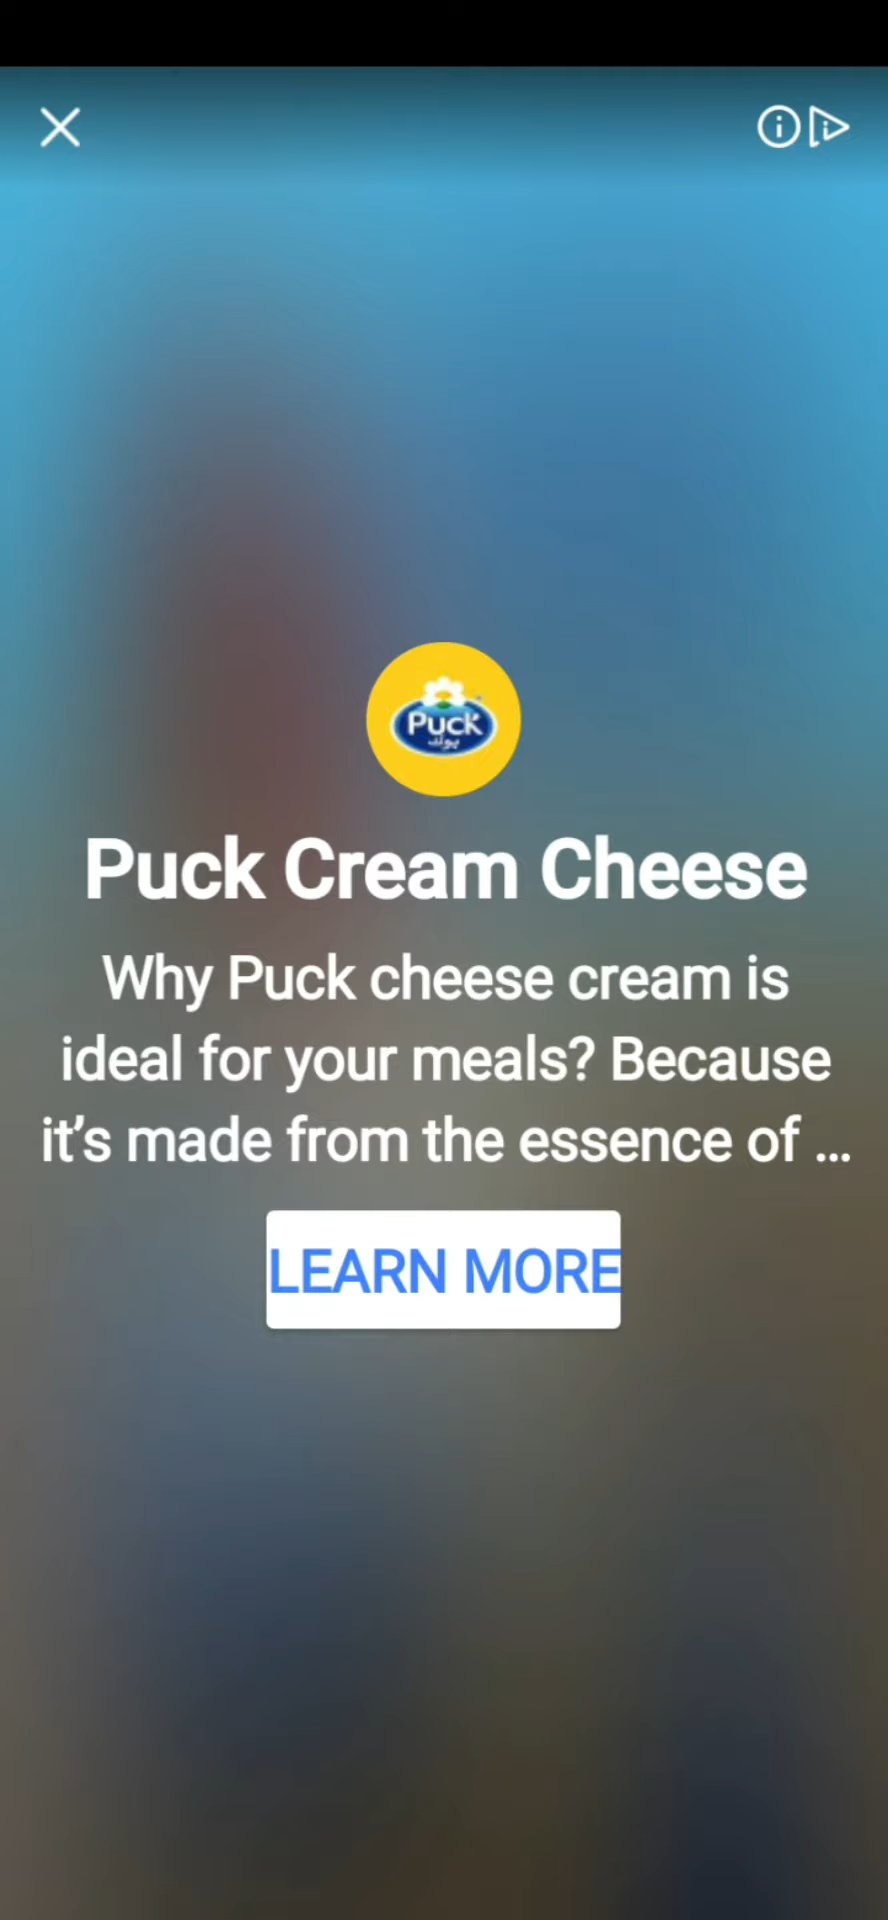 Puck
بوك
Puck Cream Cheese
Why Puck cheese cream is
ideal for your meals? Because
it’s made from the essence of ...
LEARN MORE